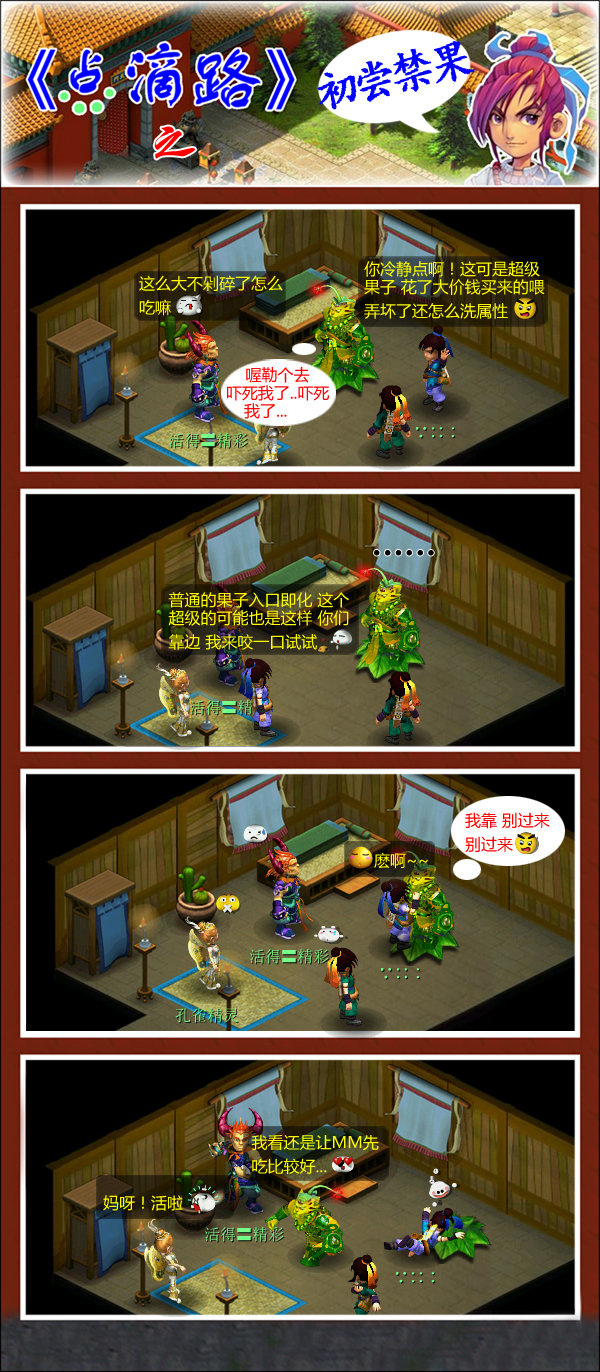 《点滴路》
之
初尝禁果
这么大不剁碎了怎么
吃嘛
你冷静点啊！这可是超级
果子 花了大价钱买来的喂
弄坏了还怎么洗属性
喔勒个去
吓死我了..吓死
我了...
活得〓精彩
······
普通的果子入口即化 这个
超级的可能也是这样 你们
靠边 我来咬一口试试
活得〓精
我靠 别过来
别过来
麽啊~~
活得〓精彩
孔雀精灵
我看还是让MM先
吃比较好...
妈呀！活啦
活得〓精彩